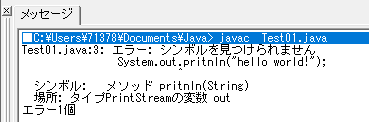 メッセージ
■C:¥Users¥71378¥Documents¥Java> javac  Test01.java
Test01.java:3: エラー: シンボルを見つけられません
                System.out.pritnln("hello world!");
                          ^
  シンボル:   メソッド pritnln(String)
  場所: タイプPrintStreamの変数 out
エラー1個